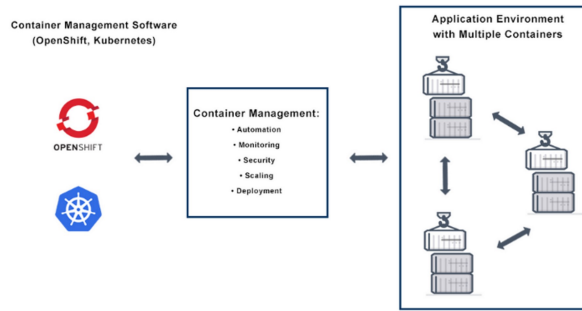 Container Management Software
(OpenShift, Kubernetes)
OPENSHIFT
Container Management:
• Automation
• Monitoring
• Security
• Scaling
• Deployment
Application Environment
with Multiple Containers